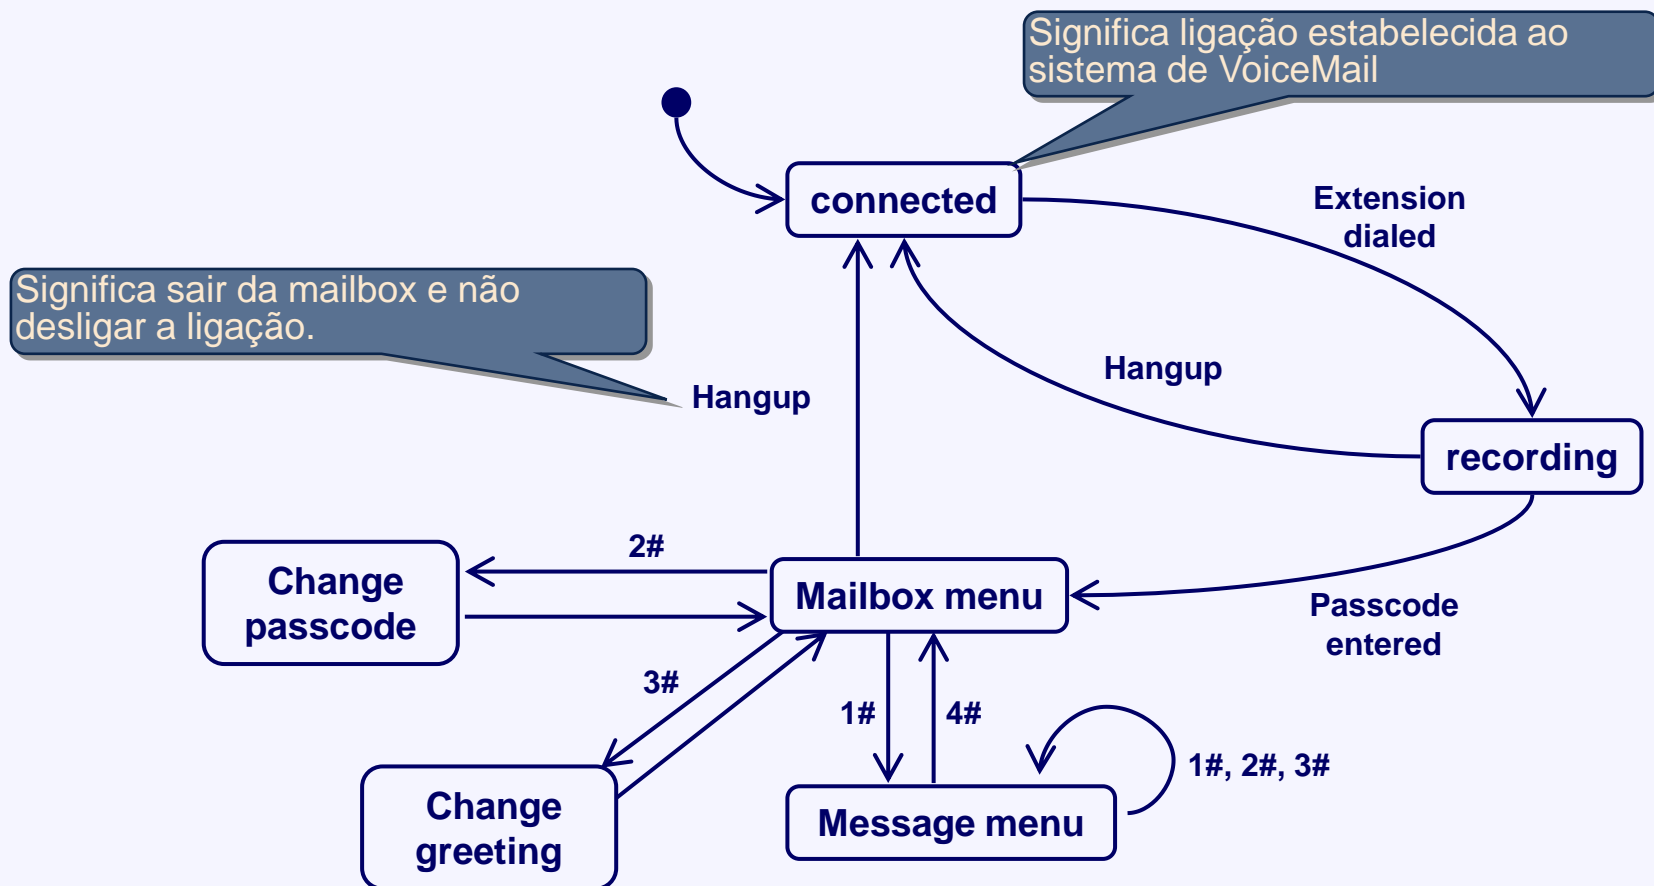 Significa ligação estabelecida ao
sistema de VoiceMail
connected
Extension
dialed
Significa sair da mailbox e não
desligar a ligação.
Hangup
Hangup
recording
2#
Change
passcode
Mailbox menu
Passcode
entered
3#
1#
4#
1#, 2#, 3#
Change
greeting
Message menu